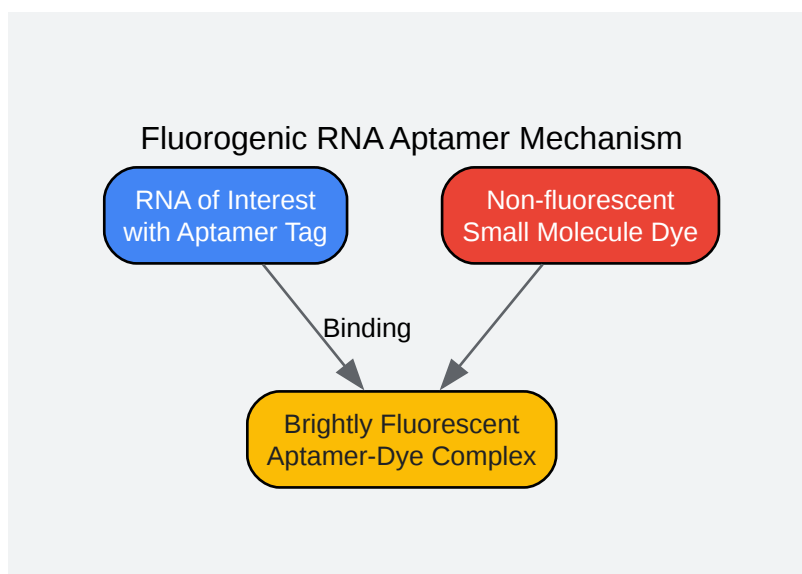 Fluorogenic RNA Aptamer Mechanism
RNA of Interest
with Aptamer Tag
Non-fluorescent
Small Molecule Dye
Binding
Brightly Fluorescent
Aptamer-Dye Complex